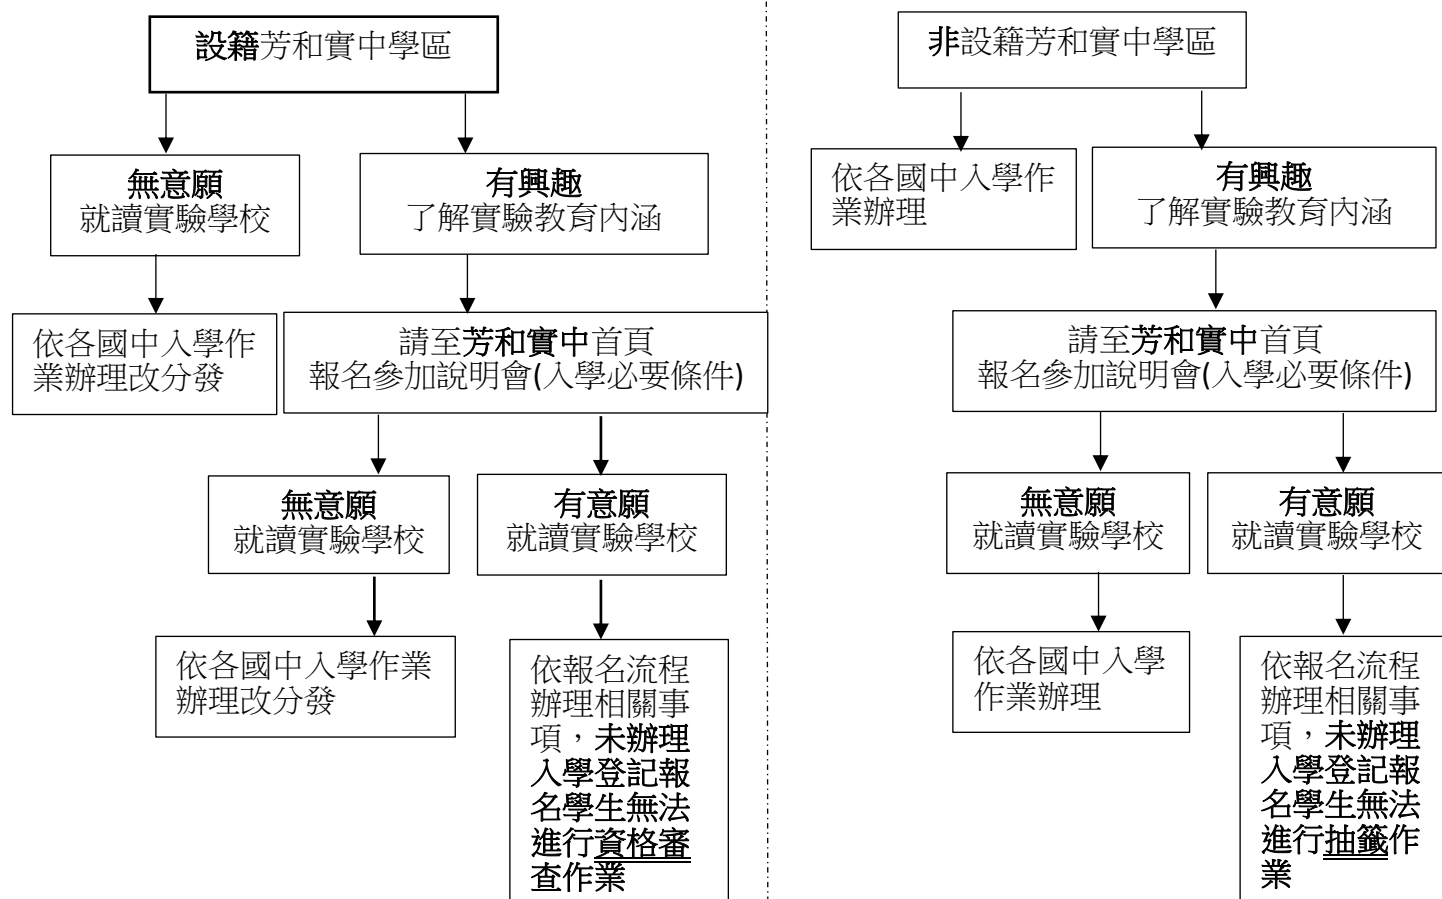 設籍芳和實中學區
無意願
就讀實驗學校
有興趣
了解實驗教育內涵
依各國中入學作
業辦理改分發
請至芳和實中首頁
報名參加說明會(入學必要條件)
無意願
就讀實驗學校
有意願
就讀實驗學校
依各國中入學作業
辦理改分發
依報名流程
辦理相關事
項，未辦理
入學登記報
名學生無法
進行資格審
查作業
非設籍芳和實中學區
依各國中入學作
業辦理
有興趣
了解實驗教育內涵
請至芳和實中首頁
報名參加說明會(入學必要條件)
無意願
就讀實驗學校
有意願
就讀實驗學校
依各國中入學
作業辦理
依報名流程
辦理相關事
項，未辦理
入學登記報
名學生無法
進行抽籤作
業